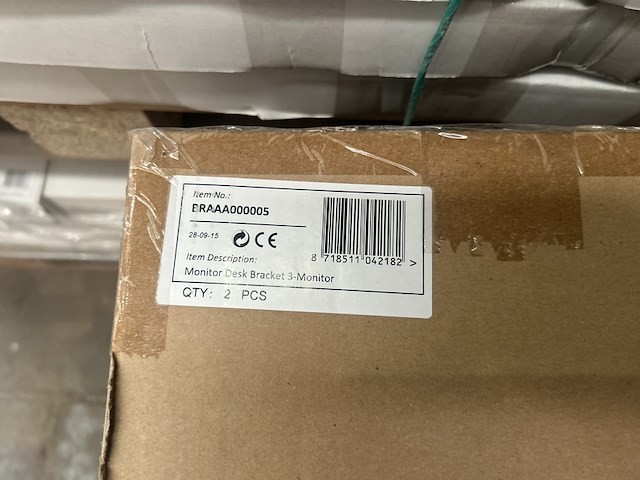 Item No.:
BRAAA000005
28-09-15 CE
8 718511 042182 >
Item Description:
Monitor Desk Bracket 3-Monitor
QTY: 2 PCS